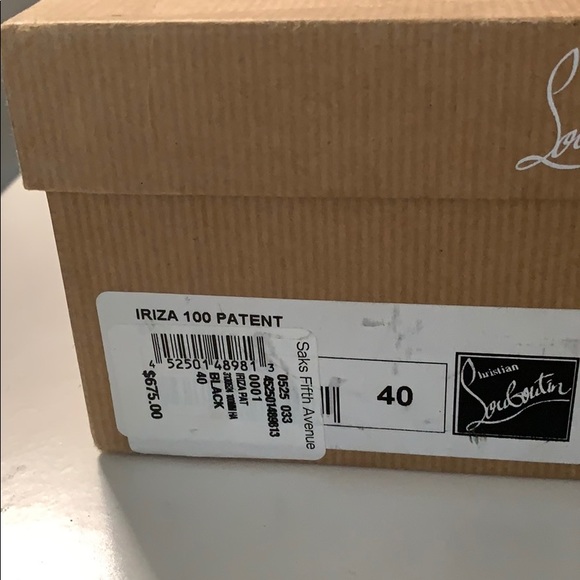 Lou
IRIZA 100 PATENT
4 52501 48981 3
$675.00
Saks Fifth Avenue
0525 033
452501489813
0001
IRIZA PAT
BLACK
40
40
Christian
Louboutin